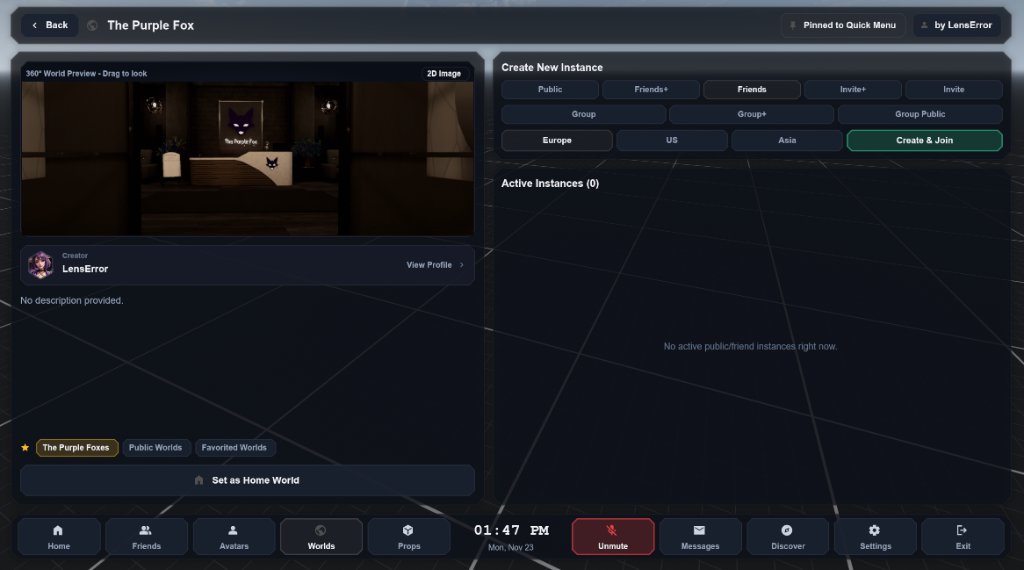 Back
The Purple Fox
Pinned to Quick Menu
by LensError
360° World Preview - Drag to look
2D Image
The Purple Fox
Creator
LensError
View Profile
No description provided.
The Purple Foxes
Public Worlds
Favorited Worlds
Set as Home World
Create New Instance
Public
Friends+
Friends
Invite+
Invite
Group
Group+
Group Public
Europe
US
Asia
Create & Join
Active Instances (0)
No active public/friend instances right now.
Home
Friends
Avatars
Worlds
Props
01:47 PM
Mon, Nov 23
Unmute
Messages
Discover
Settings
Exit